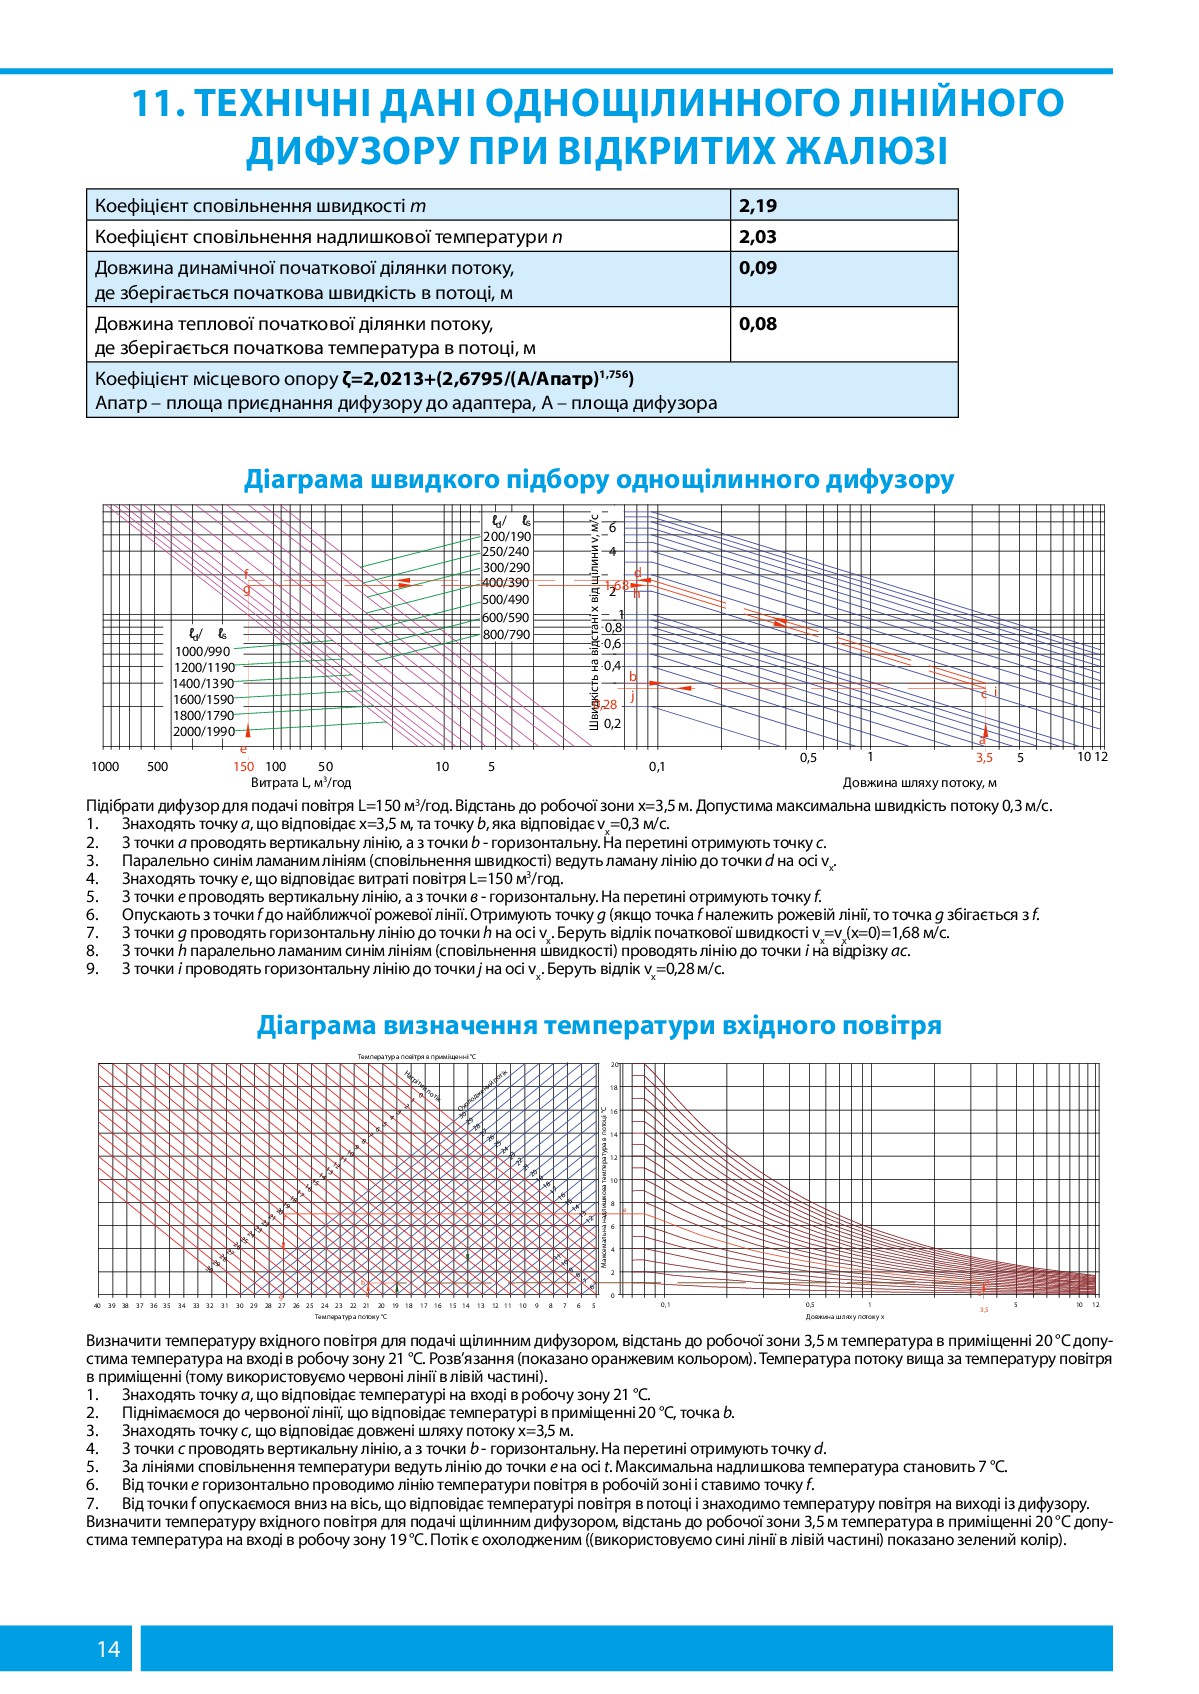 11. ТЕХНІЧНІ ДАНІ ОДНОЩІЛИННОГО ЛІНІЙНОГО
ДИФУЗОРУ ПРИ ВІДКРИТИХ ЖАЛЮЗІ
Коефіцієнт сповільнення швидкості m 2,19
Коефіцієнт сповільнення надлишкової температури n 2,03
Довжина динамічної початкової ділянки потоку, 0,09
де зберігається початкова швидкість в потоці, м
Довжина теплової початкової ділянки потоку, 0,08
де зберігається початкова температура в потоці, м
Коефіцієнт місцевого опору ζ=2,0213+(2,6795/(А/Апатр)^1,756)
Апатр – площа приєднання дифузору до адаптера, А – площа дифузора
Діаграма швидкого підбору однощілинного дифузору
ℓd/ ℓs
200/190
250/240
300/290
400/390
500/490
600/590
800/790
ℓd/ ℓs
1000/990
1200/1190
1400/1390
1600/1590
1800/1790
2000/1990
f
g
e
Швидкість на відстані x від щілини v, м/с
6
4
2
1
0,8
0,6
0,4
0,2
1,68
0,28
d
h
b
j
c i
a
1000 500 150 100 50 10 5 0,1 0,5 1 3,5 5 10 12
Витрата L, м³/год Довжина шляху потоку, м
Підібрати дифузор для подачі повітря L=150 м³/год. Відстань до робочої зони x=3,5 м. Допустима максимальна швидкість потоку 0,3 м/с.
1. Знаходять точку a, що відповідає x=3,5 м, та точку b, яка відповідає vx=0,3 м/с.
2. З точки a проводять вертикальну лінію, а з точки b - горизонтальну. На перетині отримують точку c.
3. Паралельно синім ламаним лініям (сповільнення швидкості) ведуть ламану лінію до точки d на осі vx.
4. Знаходять точку e, що відповідає витраті повітря L=150 м³/год.
5. З точки e проводять вертикальну лінію, а з точки в - горизонтальну. На перетині отримують точку f.
6. Опускають з точки f до найближчої рожевої лінії. Отримують точку g (якщо точка f належить рожевій лінії, то точка g збігається з f.
7. З точки g проводять горизонтальну лінію до точки h на осі vx. Беруть відлік початкової швидкості vx=vx(x=0)=1,68 м/с.
8. З точки h паралельно ламаним синім лініям (сповільнення швидкості) проводять лінію до точки i на відрізку ac.
9. З точки i проводять горизонтальну лінію до точки j на осі vx. Беруть відлік vx=0,28 м/с.
Діаграма визначення температури вхідного повітря
Температура повітря в приміщенні °С
Нагрітий потік
Охолоджений потік
Максимальна надлишкова температура в потоці °С
20
18
16
14
12
10
8
6
4
2
0
40 39 38 37 36 35 34 33 32 31 30 29 28 27 26 25 24 23 22 21 20 19 18 17 16 15 14 13 12 11 10 9 8 7 6 5
0,1 0,5 1 3,5 5 10 12
Температура потоку °С Довжина шляху потоку x
Визначити температуру вхідного повітря для подачі щілинним дифузором, відстань до робочої зони 3,5 м температура в приміщенні 20 °С допу-
стима температура на вході в робочу зону 21 °С. Розв’язання (показано оранжевим кольором). Температура потоку вища за температуру повітря
в приміщенні (тому використовуємо червоні лінії в лівій частині).
1. Знаходять точку a, що відповідає температурі на вході в робочу зону 21 °С.
2. Піднімаємося до червоної лінії, що відповідає температурі в приміщенні 20 °С, точка b.
3. Знаходять точку c, що відповідає довжені шляху потоку x=3,5 м.
4. З точки c проводять вертикальну лінію, а з точки b - горизонтальну. На перетині отримують точку d.
5. За лініями сповільнення температури ведуть лінію до точки e на осі t. Максимальна надлишкова температура становить 7 °С.
6. Від точки e горизонтально проводимо лінію температури повітря в робочій зоні і ставимо точку f.
7. Від точки f опускаємося вниз на вісь, що відповідає температурі повітря в потоці і знаходимо температуру повітря на виході із дифузору.
Визначити температуру вхідного повітря для подачі щілинним дифузором, відстань до робочої зони 3,5 м температура в приміщенні 20 °С допу-
стима температура на вході в робочу зону 19 °С. Потік є охолодженим ((використовуємо сині лінії в лівій частині) показано зелений колір).
14